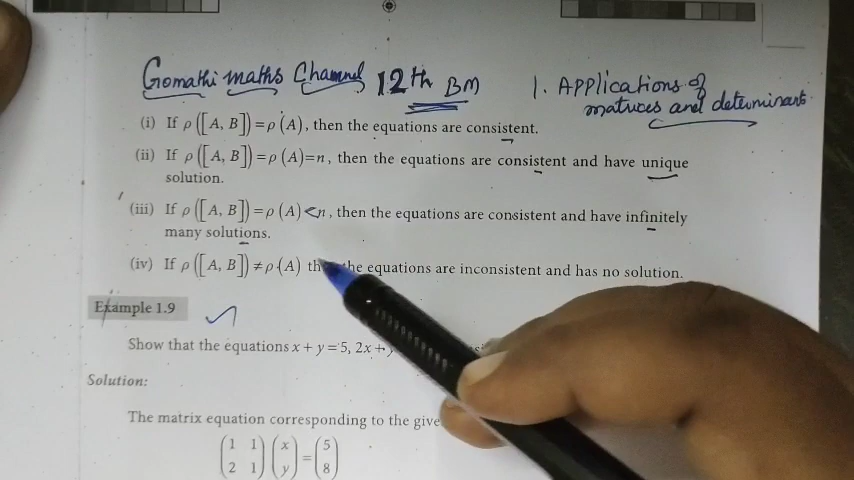 Gomathi maths Channel 12th BM
1. Applications of
matrices and determinants
(i) If ρ([A, B]) = ρ(A), then the equations are consistent.
(ii) If ρ([A, B]) = ρ(A)=n, then the equations are consistent and have unique
solution.
(iii) If ρ([A, B]) = ρ(A) < n, then the equations are consistent and have infinitely
many solutions.
(iv) If ρ([A, B]) ≠ ρ(A) the equations are inconsistent and has no solution.
Example 1.9
Show that the equations x + y = 5, 2x +
Solution:
The matrix equation corresponding to the
(1 1) (x) = (5)
(2 1) (y) (8)